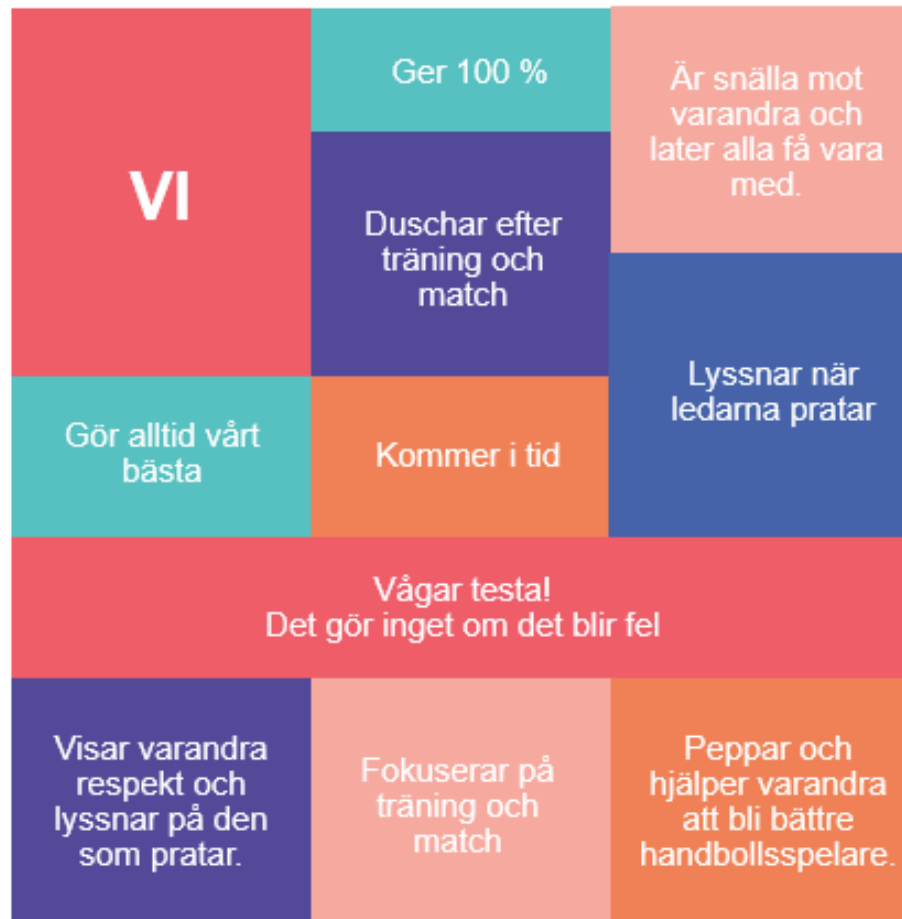 VI
Ger 100 %
Är snälla mot
varandra och
later alla få vara
med.
Duschar efter
träning och
match
Lyssnar när
ledarna pratar
Gör alltid vårt
bästa
Kommer i tid
Vågar testa!
Det gör inget om det blir fel
Visar varandra
respekt och
lyssnar på den
som pratar.
Fokuserar på
träning och
match
Peppar och
hjälper varandra
att bli bättre
handbollsspelare.